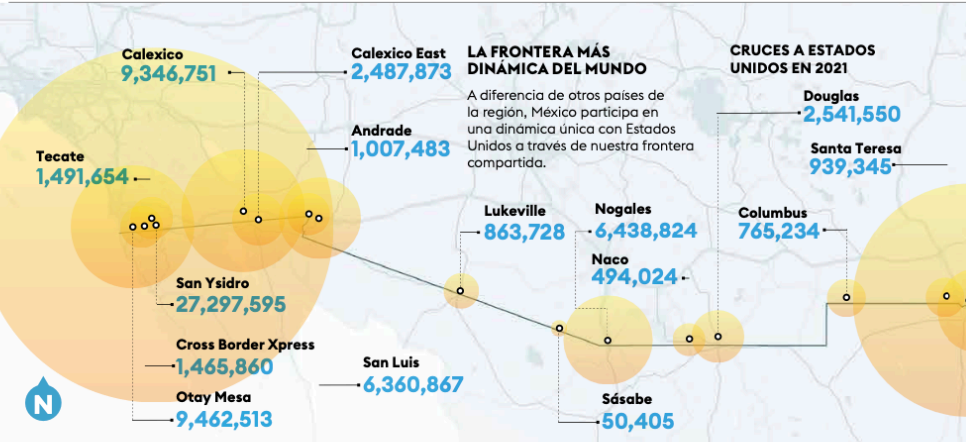 Calexico
9,346,751
Calexico East
2,487,873
LA FRONTERA MÁS
DINÁMICA DEL MUNDO
A diferencia de otros países de
la región, México participa en
una dinámica única con Estados
Unidos a través de nuestra frontera
compartida.
CRUCES A ESTADOS
UNIDOS EN 2021
Douglas
2,541,550
Andrade
1,007,483
Santa Teresa
939,345
Tecate
1,491,654
Lukeville
863,728
Nogales
6,438,824
Columbus
765,234
Naco
494,024
San Ysidro
27,297,595
Cross Border Xpress
1,465,860
San Luis
6,360,867
Otay Mesa
9,462,513
Sásabe
50,405
N